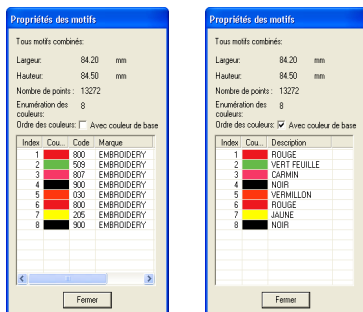 Propriétés des motifs
Tous motifs combinés:
Largeur: 84.20 mm
Hauteur: 84.50 mm
Nombre de points : 13272
Enumération des couleurs: 8
Ordre des couleurs: Avec couleur de base
Index Cou... Code Marque
1 800 EMBROIDERY
2 509 EMBROIDERY
3 807 EMBROIDERY
4 900 EMBROIDERY
5 030 EMBROIDERY
6 800 EMBROIDERY
7 205 EMBROIDERY
8 900 EMBROIDERY
Fermer
Propriétés des motifs
Tous motifs combinés:
Largeur: 84.20 mm
Hauteur: 84.50 mm
Nombre de points : 13272
Enumération des couleurs: 8
Ordre des couleurs: Avec couleur de base
Index Cou... Description
1 ROUGE
2 VERT FEUILLE
3 CARMIN
4 NOIR
5 VERMILLON
6 ROUGE
7 JAUNE
8 NOIR
Fermer